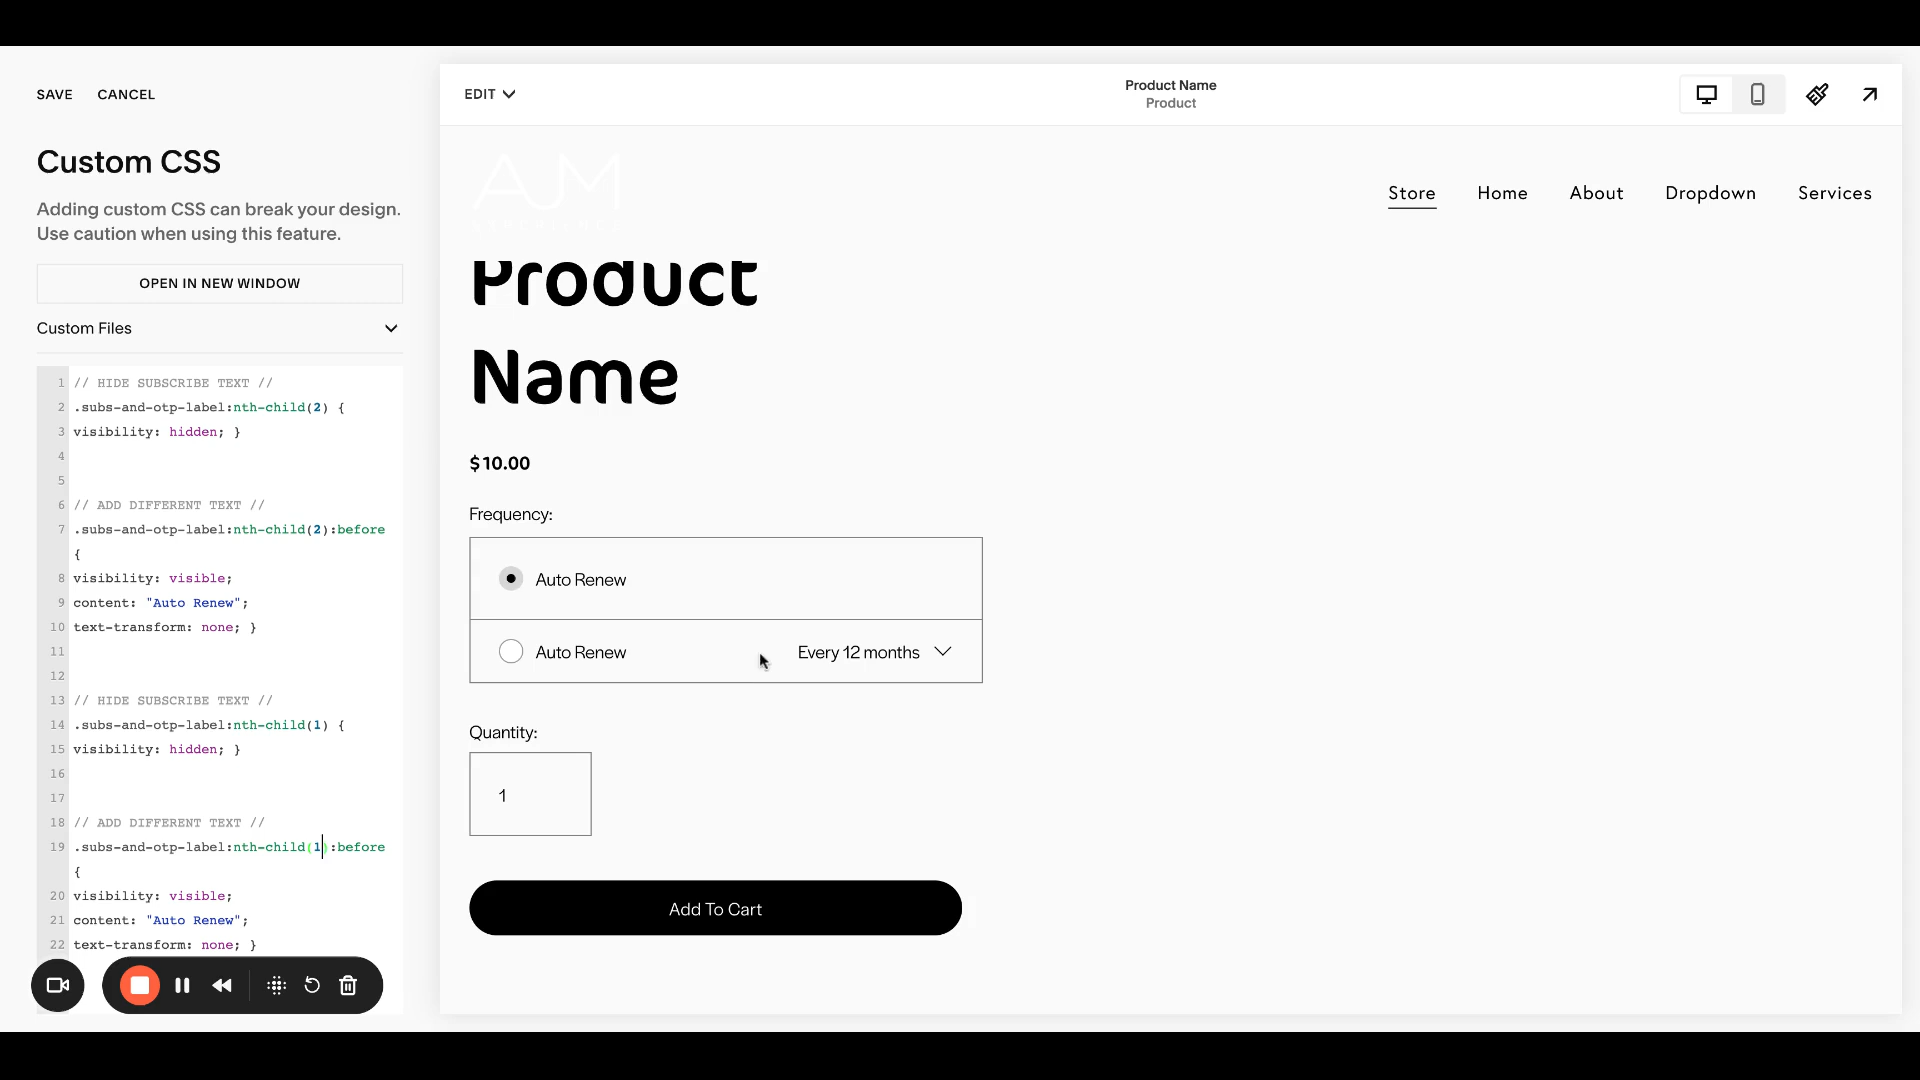 SAVE CANCEL
Custom CSS
Adding custom CSS can break your design.
Use caution when using this feature.
OPEN IN NEW WINDOW
Custom Files
1 // HIDE SUBSCRIBE TEXT //
2 .subs-and-otp-label:nth-child(2) {
3 visibility: hidden; }
4
5
6 // ADD DIFFERENT TEXT //
7 .subs-and-otp-label:nth-child(2):before
{
8 visibility: visible;
9 content: "Auto Renew";
10 text-transform: none; }
11
12
13 // HIDE SUBSCRIBE TEXT //
14 .subs-and-otp-label:nth-child(1) {
15 visibility: hidden; }
16
17
18 // ADD DIFFERENT TEXT //
19 .subs-and-otp-label:nth-child(1):before
{
20 visibility: visible;
21 content: "Auto Renew";
22 text-transform: none; }
EDIT
Product Name
Product
AJM
Store Home About Dropdown Services
Product
Name
$10.00
Frequency:
Auto Renew
Auto Renew Every 12 months
Quantity:
1
Add To Cart